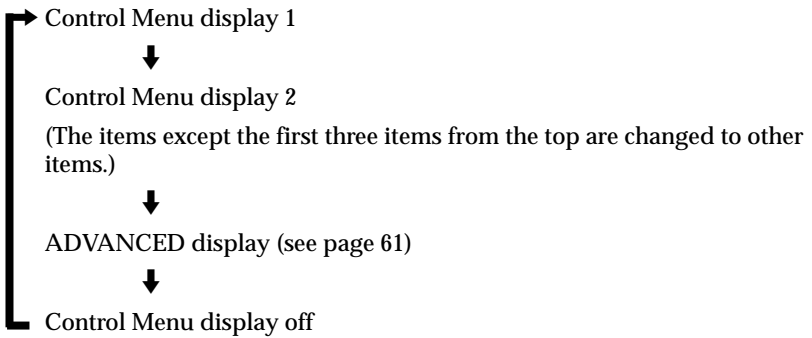 Control Menu display 1
Control Menu display 2
(The items except the first three items from the top are changed to other
items.)
ADVANCED display (see page 61)
Control Menu display off